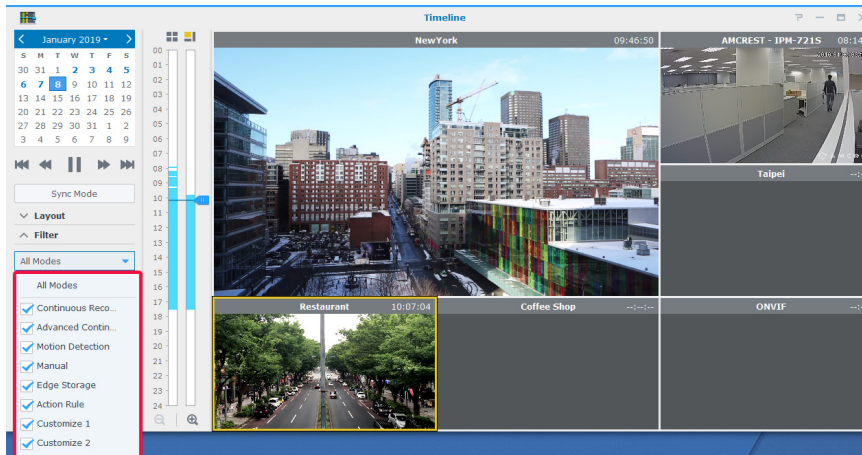 Timeline
January 2019
S M T W T F S
30 31 1 2 3 4 5
6 7 8 9 10 11 12
13 14 15 16 17 18 19
20 21 22 23 24 25 26
27 28 29 30 31 1 2
3 4 5 6 7 8 9
Sync Mode
Layout
Filter
All Modes
All Modes
Continuous Reco...
Advanced Contin...
Motion Detection
Manual
Edge Storage
Action Rule
Customize 1
Customize 2
00
01
02
03
04
05
06
07
08
09
10
11
12
13
14
15
16
17
18
19
20
21
22
23
24
NewYork 09:46:50
AMCREST - IPM-721S 08:14
Taipei --:
Restaurant 10:07:04
Coffee Shop --:--:--
ONVIF --: